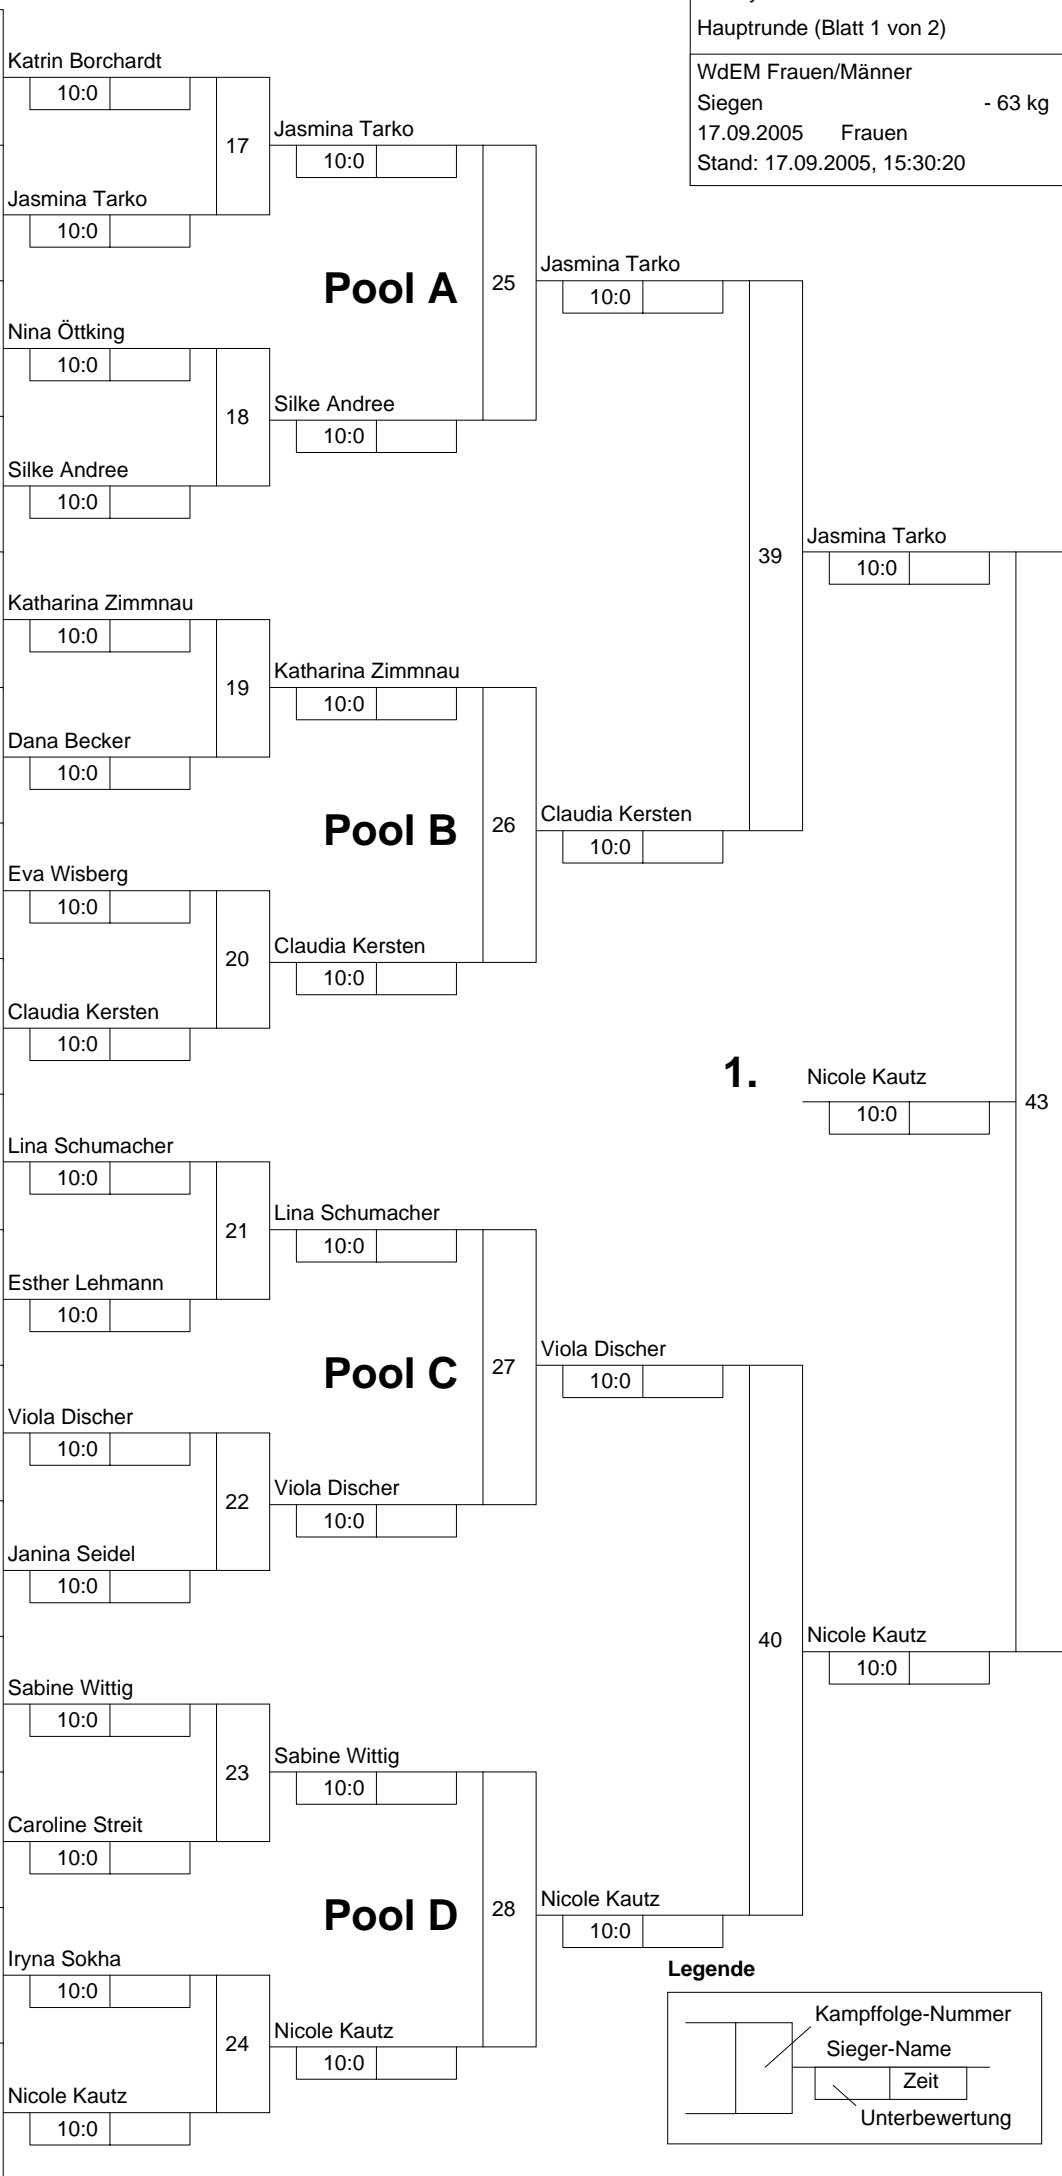 Hauptrunde (Blatt 1 von 2)
WdEM Frauen/Männer
Siegen - 63 kg
17.09.2005 Frauen
Stand: 17.09.2005, 15:30:20
Katrin Borchardt
10:0
17
Jasmina Tarko
10:0
Jasmina Tarko
10:0
Pool A
25
Jasmina Tarko
10:0
Nina Öttking
10:0
18
Silke Andree
10:0
Silke Andree
10:0
39
Jasmina Tarko
10:0
Katharina Zimmnau
10:0
19
Katharina Zimmnau
10:0
Dana Becker
10:0
Pool B
26
Claudia Kersten
10:0
Eva Wisberg
10:0
20
Claudia Kersten
10:0
Claudia Kersten
10:0
1.
Nicole Kautz
10:0
43
Lina Schumacher
10:0
21
Lina Schumacher
10:0
Esther Lehmann
10:0
Pool C
27
Viola Discher
10:0
Viola Discher
10:0
22
Viola Discher
10:0
Janina Seidel
10:0
40
Nicole Kautz
10:0
Sabine Wittig
10:0
23
Sabine Wittig
10:0
Caroline Streit
10:0
Pool D
28
Nicole Kautz
10:0
Iryna Sokha
10:0
24
Nicole Kautz
10:0
Nicole Kautz
10:0
Legende
Kampffolge-Nummer
Sieger-Name
Zeit
Unterbewertung